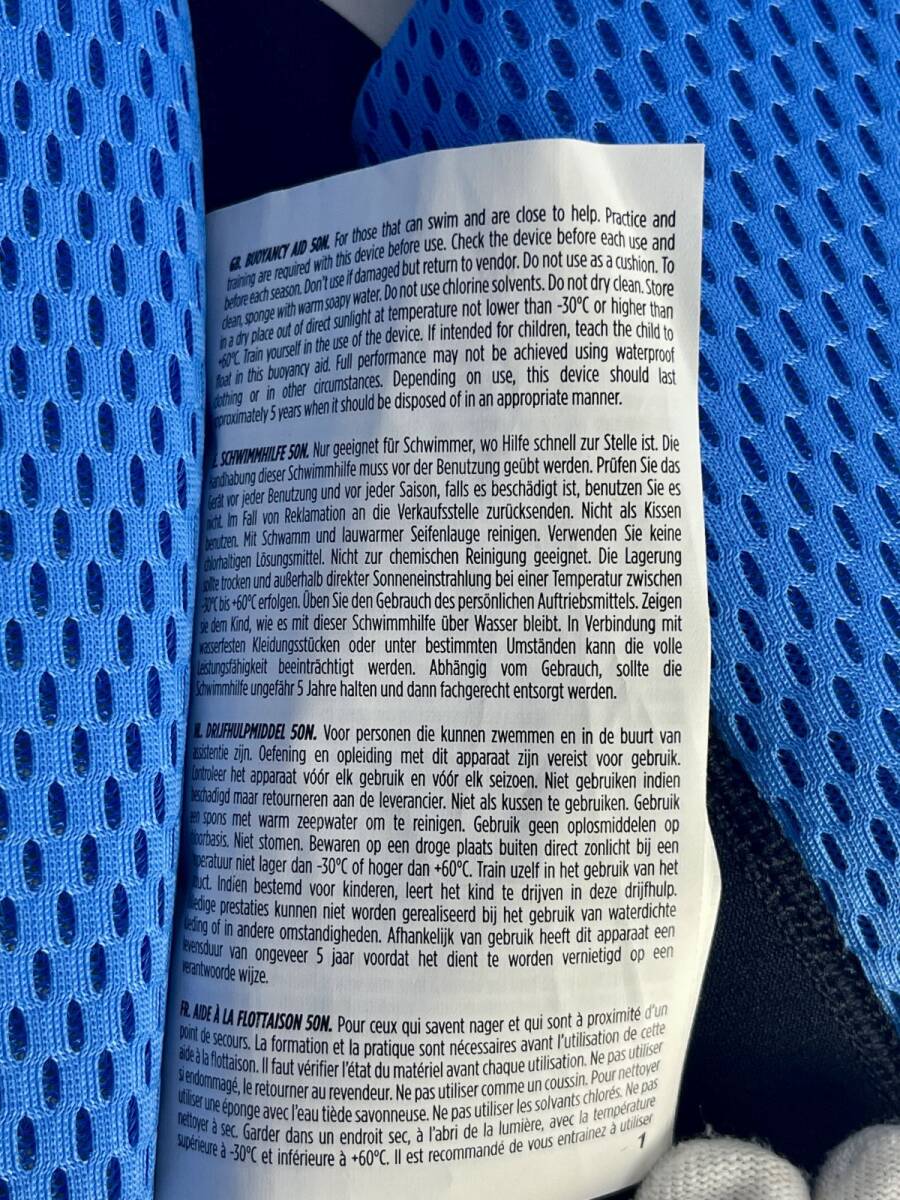 GB. BUOYANCY AID 50N. For those that can swim and are close to help. Practice and
training are required with this device before use. Check the device before each use and
before each season. Don't use if damaged but return to vendor. Do not use as a cushion. To
clean, sponge with warm soapy water. Do not use chlorine solvents. Do not dry clean. Store
in a dry place out of direct sunlight at temperature not lower than -30°C or higher than
+60°C. Train yourself in the use of the device. If intended for children, teach the child to
float in this buoyancy aid. Full performance may not be achieved using waterproof
clothing or in other circumstances. Depending on use, this device should last
approximately 5 years when it should be disposed of in an appropriate manner.
SCHWIMMHILFE 50N. Nur geeignet für Schwimmer, wo Hilfe schnell zur Stelle ist. Die
Handhabung dieser Schwimmhilfe muss vor der Benutzung geübt werden. Prüfen Sie das
Gerät vor jeder Benutzung und vor jeder Saison, falls es beschädigt ist, benutzen Sie es
nicht. Im Fall von Reklamation an die Verkaufsstelle zurücksenden. Nicht als Kissen
benutzen. Mit Schwamm und lauwarmer Seifenlauge reinigen. Verwenden Sie keine
chlorhaltigen Lösungsmittel. Nicht zur chemischen Reinigung geeignet. Die Lagerung
sollte trocken und außerhalb direkter Sonneneinstrahlung bei einer Temperatur zwischen
-30°C bis +60°C erfolgen. Üben Sie den Gebrauch des persönlichen Auftriebsmittels. Zeigen
sie dem Kind, wie es mit dieser Schwimmhilfe über Wasser bleibt. In Verbindung mit
wasserfesten Kleidungsstücken oder unter bestimmten Umständen kann die volle
Leistungsfähigkeit beeinträchtigt werden. Abhängig vom Gebrauch, sollte die
Schwimmhilfe ungefähr 5 Jahre halten und dann fachgerecht entsorgt werden.
NL. DRIJFHULPMIDDEL 50N. Voor personen die kunnen zwemmen en in de buurt van
assistentie zijn. Oefening en opleiding met dit apparaat zijn vereist voor gebruik.
Controleer het apparaat vóór elk gebruik en vóór elk seizoen. Niet gebruiken indien
beschadigd maar retourneren aan de leverancier. Niet als kussen te gebruiken. Gebruik
een spons met warm zeepwater om te reinigen. Gebruik geen oplosmiddelen op
chloorbasis. Niet stomen. Bewaren op een droge plaats buiten direct zonlicht bij een
temperatuur niet lager dan -30°C of hoger dan +60°C. Train uzelf in het gebruik van het
Indien bestemd voor kinderen, leert het kind te drijven in deze drijfhulp.
Volledige prestaties kunnen niet worden gerealiseerd bij het gebruik van waterdichte
kleding of in andere omstandigheden. Afhankelijk van gebruik heeft dit apparaat een
levensduur van ongeveer 5 jaar voordat het dient te worden vernietigd op een
verantwoorde wijze.
FR. AIDE À LA FLOTTAISON 50N. Pour ceux qui savent nager et qui sont à proximité d'un
point de secours. La formation et la pratique sont nécessaires avant l'utilisation de cette
aide à la flottaison. Il faut vérifier l'état du matériel avant chaque utilisation. Ne pas utiliser
si endommagé, le retourner au revendeur. Ne pas utiliser comme un coussin. Pour nettoyer
utiliser une éponge avec l'eau tiède savonneuse. Ne pas utiliser les solvants chlorés. Ne pas
nettoyer à sec. Garder dans un endroit sec, à l'abri de la lumière, avec la température
supérieure à -30°C et inférieure à +60°C. Il est recommandé de vous entraînez à utiliser
1